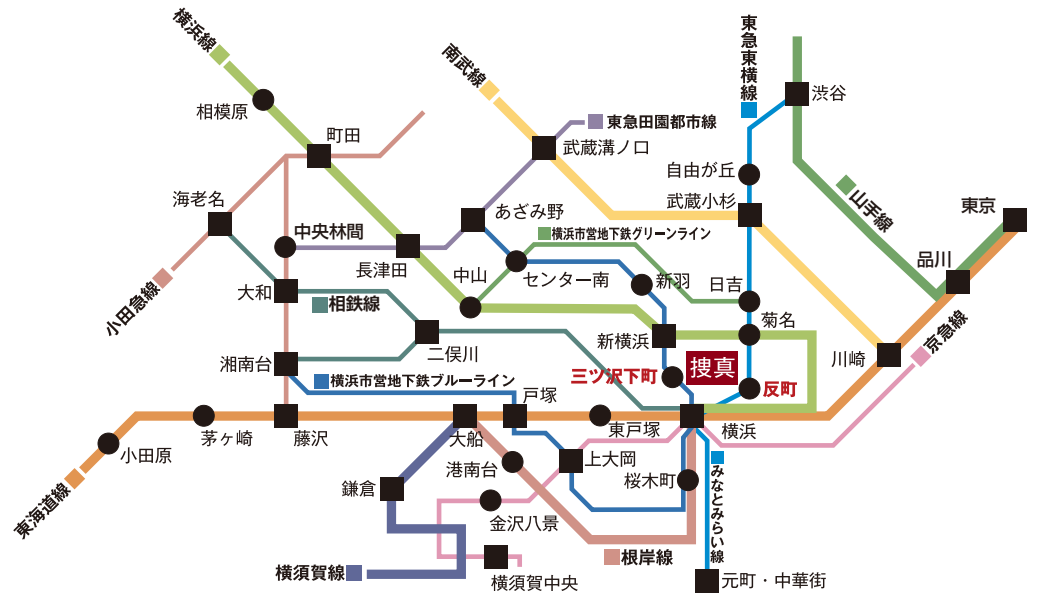 横浜線
南武線
東急東横線
渋谷
相模原
町田
東急田園都市線
武蔵溝ノ口
自由が丘
山手線
海老名
あざみ野
武蔵小杉
東京
中央林間
横浜市営地下鉄グリーンライン
長津田
中山
センター南
新羽
日吉
品川
小田急線
大和
相鉄線
菊名
京急線
二俣川
新横浜
川崎
湘南台
捜真
横浜市営地下鉄ブルーライン
三ツ沢下町
反町
戸塚
小田原
茅ヶ崎
藤沢
大船
東戸塚
横浜
東海道線
港南台
上大岡
桜木町
みなとみらい線
鎌倉
金沢八景
根岸線
横須賀線
横須賀中央
元町・中華街